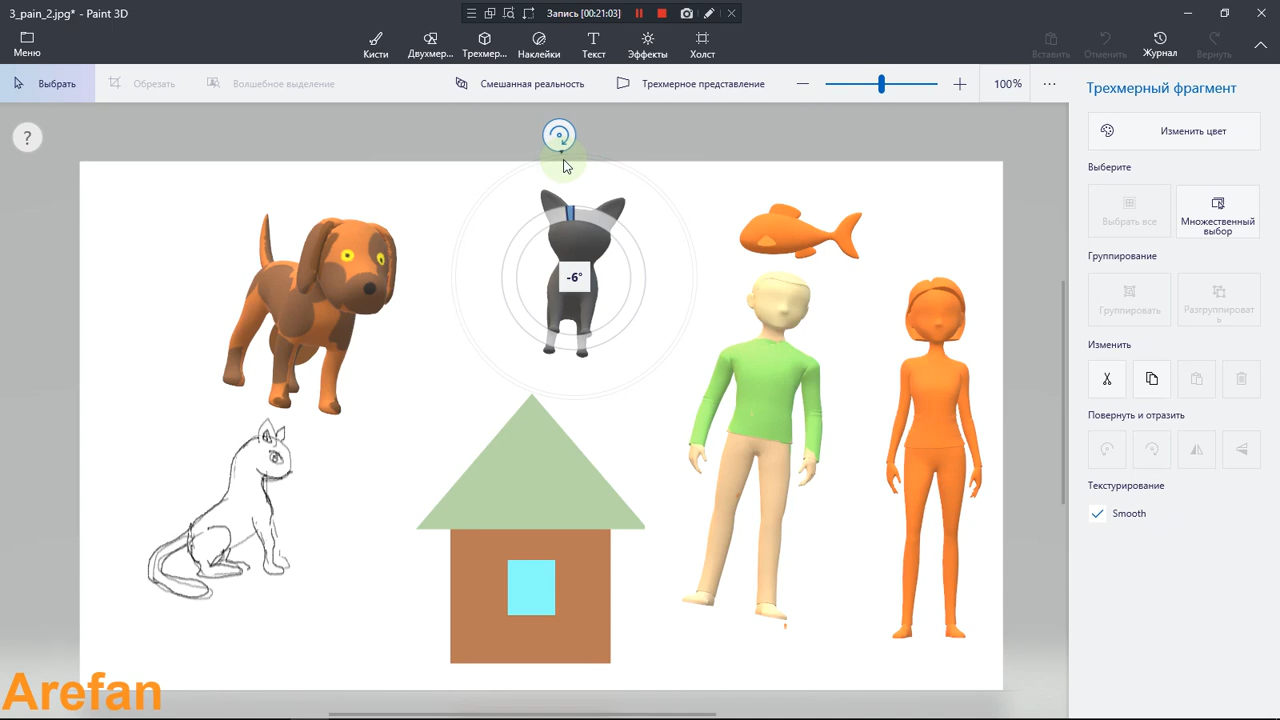 3_pain_2.jpg* - Paint 3D
Запись [00:21:03]
Меню
Кисти
Двухмер...
Трехмер...
Наклейки
Текст
Эффекты
Холст
Вставить
Отменить
Журнал
Вернуть
Выбрать
Обрезать
Волшебное выделение
Смешанная реальность
Трехмерное представление
100%
?
-6°
Трехмерный фрагмент
Изменить цвет
Выберите
Выбрать все
Множественный
выбор
Группирование
Группировать
Разгруппироват
ь
Изменить
Повернуть и отразить
Текстурирование
Smooth
Arefan